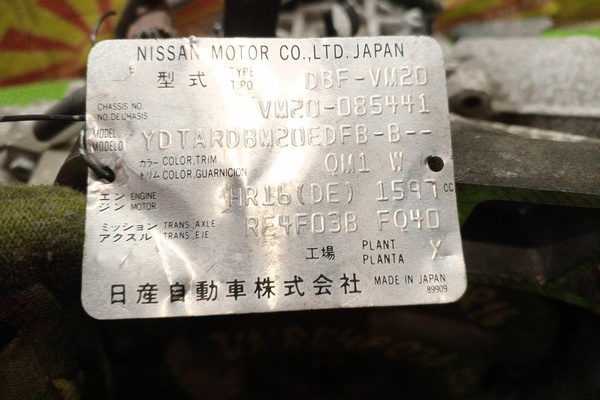 NISSAN MOTOR CO.,LTD. JAPAN
型式 TYPE TIPO DBF-VM20
CHASSIS NO. NO DE CHASIS VM20-085441
MODEL MODELO YDTARDBM20EDFB-B--
カラー COLOR,TRIM トリム COLOR,GUARNICION QM1 W
エンジン ENGINE MOTOR HR16(DE) 1597 cc
ミッション TRANS.,AXLE アクスル TRANS.,EJE RE4F03B FQ40
工場 PLANT PLANTA Y
日産自動車株式会社 MADE IN JAPAN
89909